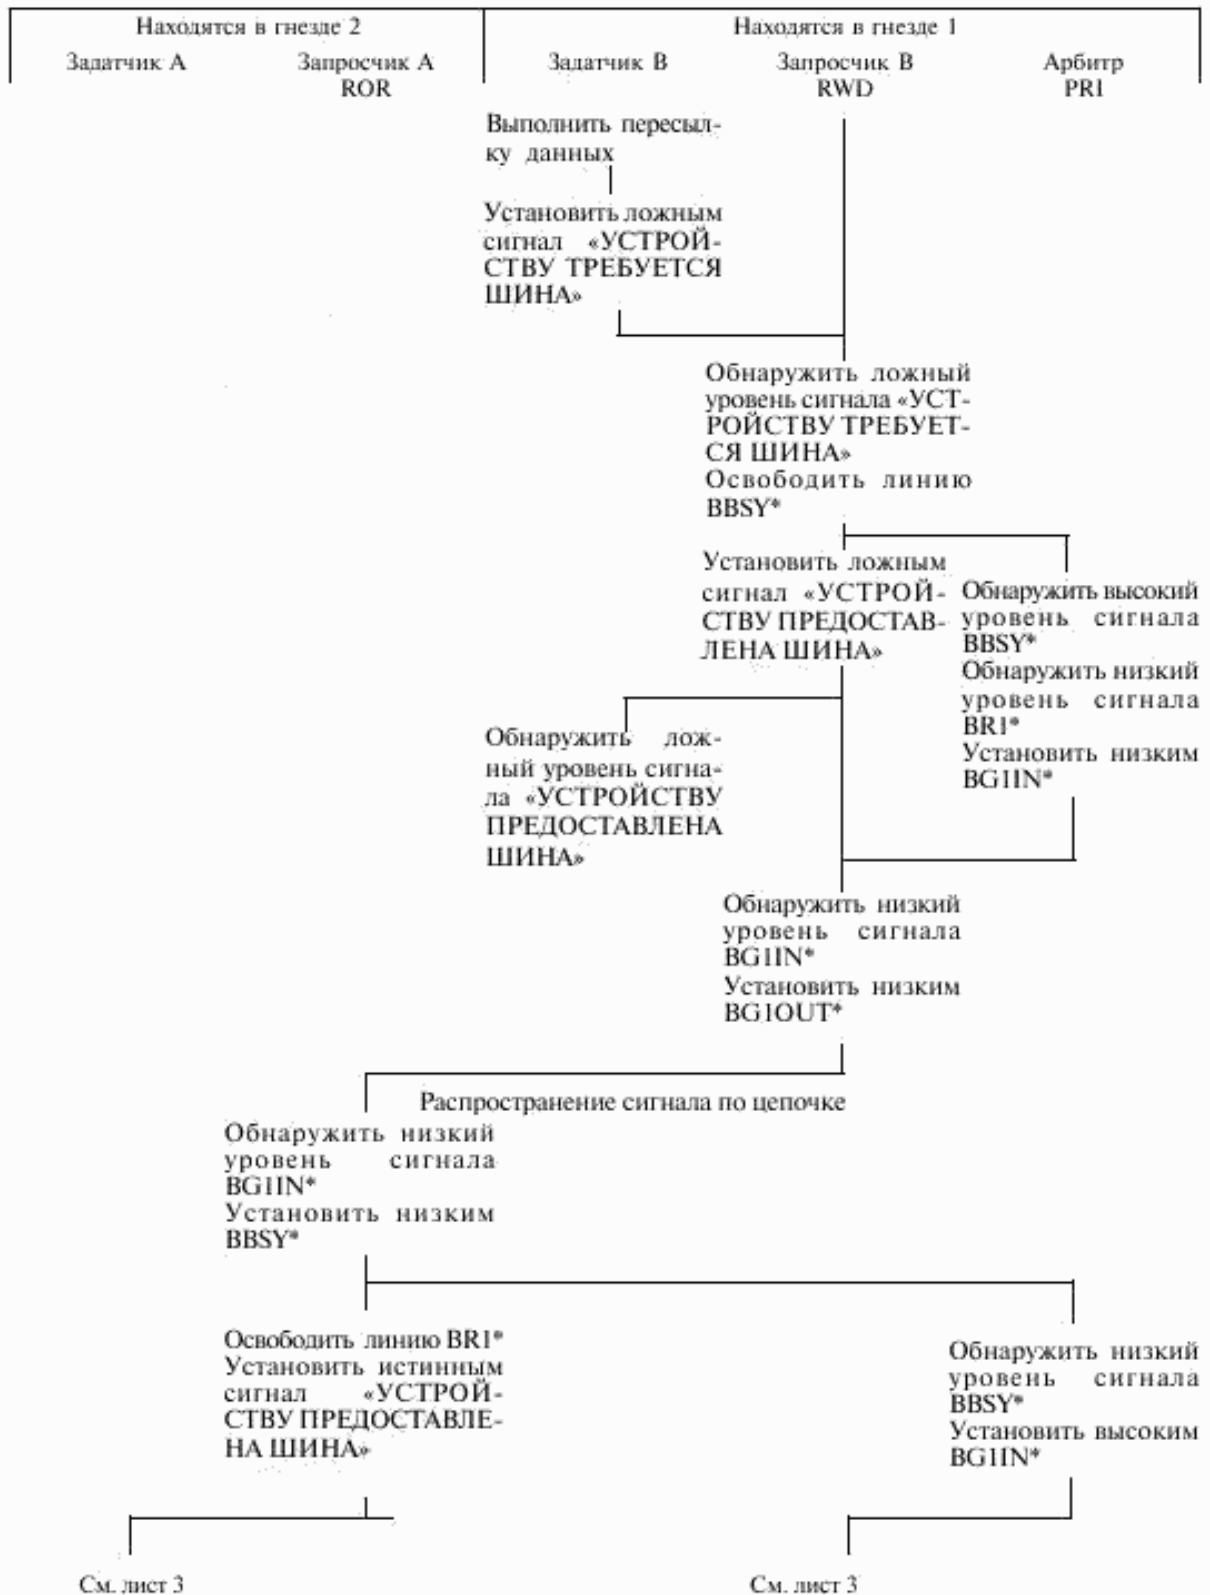 Находятся в гнезде 2
Находятся в гнезде 1
Задатчик А
Запросчик А
ROR
Задатчик В
Запросчик В
RWD
Арбитр
PRI
Выполнить пересыл-
ку данных
Установить ложным
сигнал «УСТРОЙ-
СТВУ ТРЕБУЕТСЯ
ШИНА»
Обнаружить ложный
уровень сигнала «УСТ-
РОЙСТВУ ТРЕБУЕТ-
СЯ ШИНА»
Освободить линию
BBSY*
Установить ложным
сигнал «УСТРОЙ-
СТВУ ПРЕДОСТАВ-
ЛЕНА ШИНА»
Обнаружить высокий
уровень сигнала
BBSY*
Обнаружить низкий
уровень сигнала
BR1*
Установить низким
BG1IN*
Обнаружить лож-
ный уровень сигна-
ла «УСТРОЙСТВУ
ПРЕДОСТАВЛЕНА
ШИНА»
Обнаружить низкий
уровень сигнала
BG1IN*
Установить низким
BG1OUT*
Распространение сигнала по цепочке
Обнаружить низкий
уровень сигнала
BG1IN*
Установить низким
BBSY*
Освободить линию BR1*
Установить истинным
сигнал «УСТРОЙ-
СТВУ ПРЕДОСТАВЛЕ-
НА ШИНА»
Обнаружить низкий
уровень сигнала
BBSY*
Установить высоким
BG1IN*
См. лист 3
См. лист 3